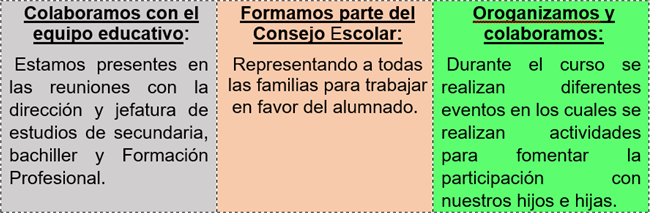 Colaboramos con el
equipo educativo:
Estamos presentes en
las reuniones con la
dirección y jefatura de
estudios de secundaria,
bachiller y Formación
Profesional.
Formamos parte del
Consejo Escolar:
Representando a todas
las familias para trabajar
en favor del alumnado.
Oroganizamos y
colaboramos:
Durante el curso se
realizan diferentes
eventos en los cuales se
realizan actividades
para fomentar la
participación con
nuestros hijos e hijas.